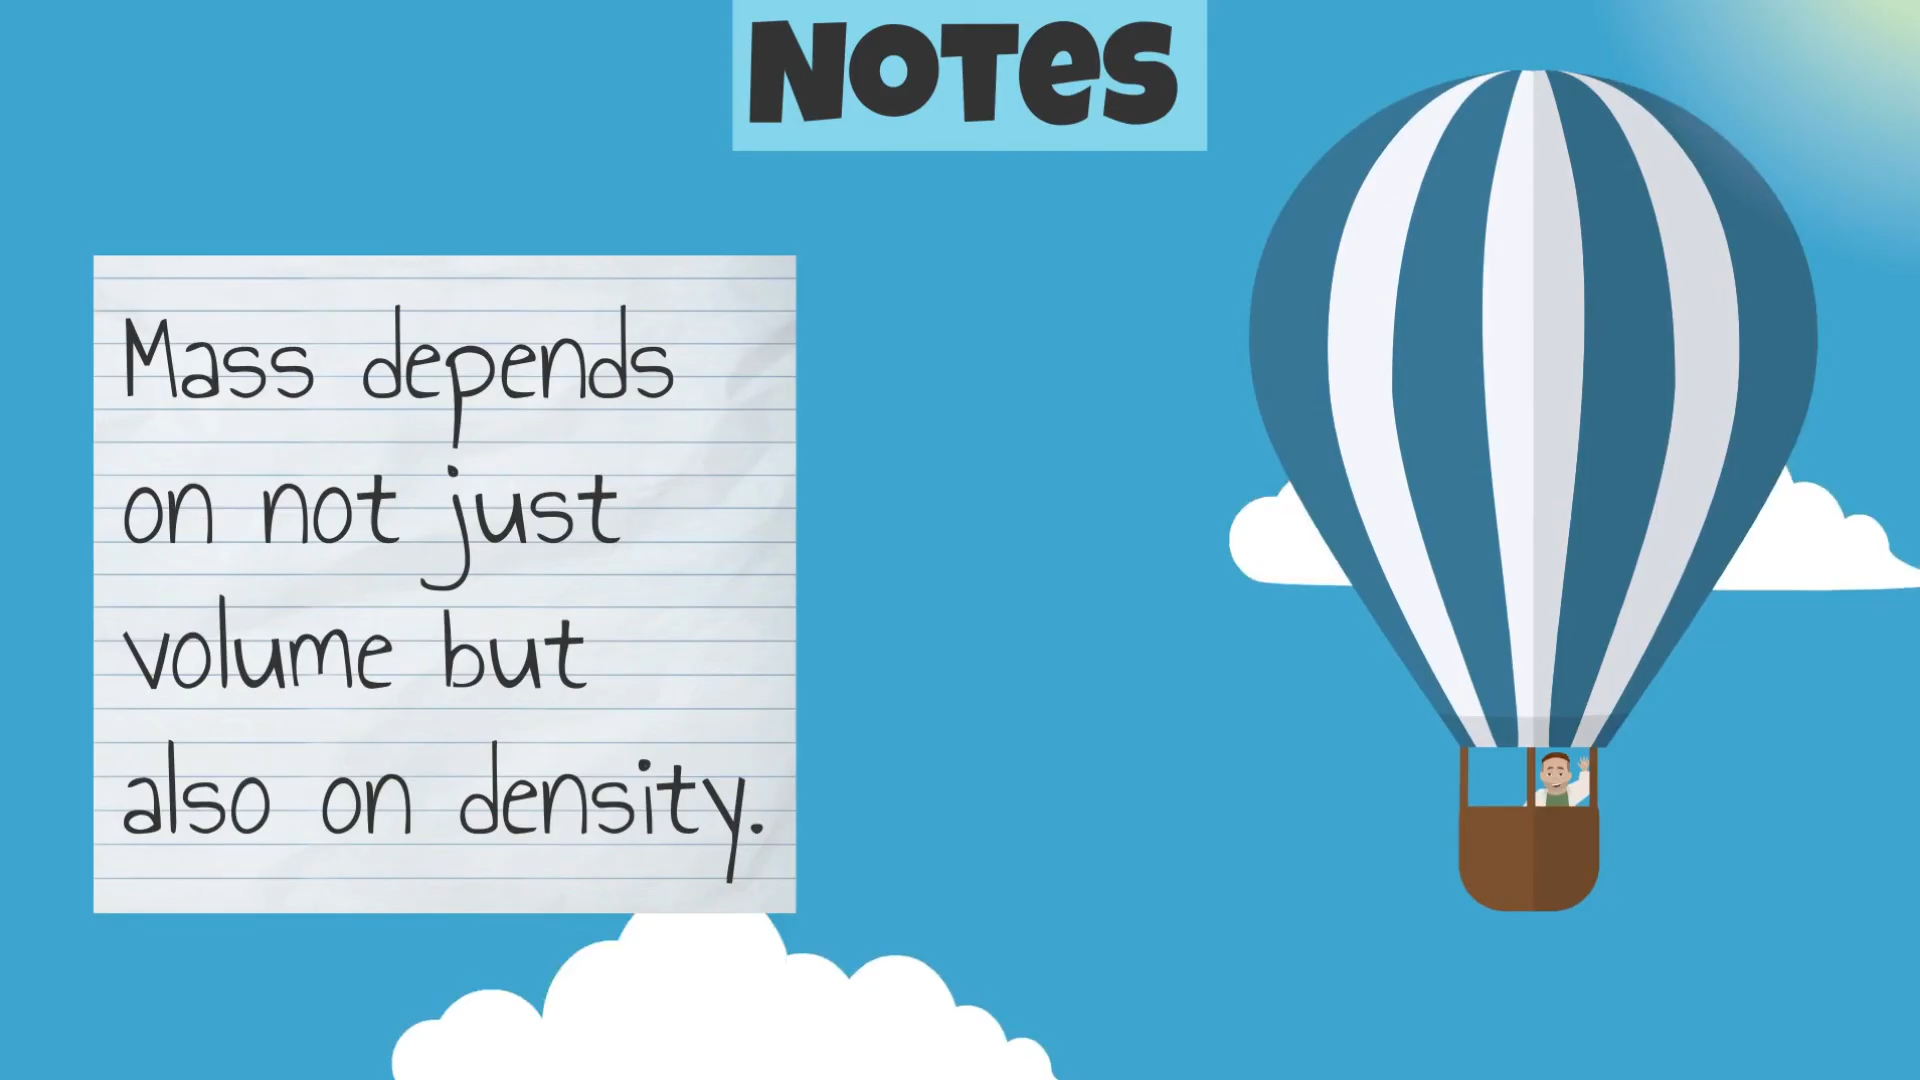 NOTES
Mass depends
on not just
volume but
also on density.